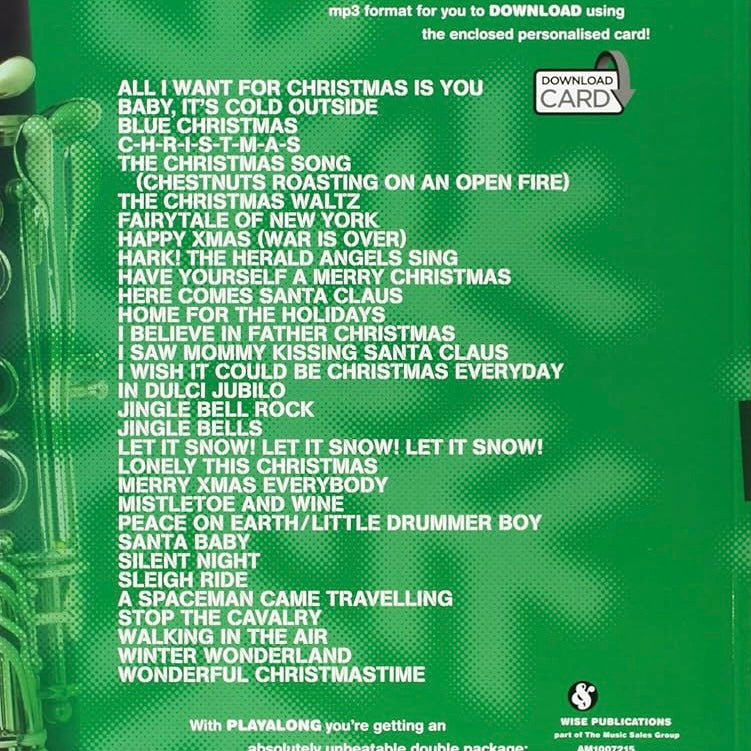 mp3 format for you to DOWNLOAD using
the enclosed personalised card!
DOWNLOAD
CARD
ALL I WANT FOR CHRISTMAS IS YOU
BABY, IT'S COLD OUTSIDE
BLUE CHRISTMAS
C-H-R-I-S-T-M-A-S
THE CHRISTMAS SONG
(CHESTNUTS ROASTING ON AN OPEN FIRE)
THE CHRISTMAS WALTZ
FAIRYTALE OF NEW YORK
HAPPY XMAS (WAR IS OVER)
HARK! THE HERALD ANGELS SING
HAVE YOURSELF A MERRY CHRISTMAS
HERE COMES SANTA CLAUS
HOME FOR THE HOLIDAYS
I BELIEVE IN FATHER CHRISTMAS
I SAW MOMMY KISSING SANTA CLAUS
I WISH IT COULD BE CHRISTMAS EVERYDAY
IN DULCI JUBILO
JINGLE BELL ROCK
JINGLE BELLS
LET IT SNOW! LET IT SNOW! LET IT SNOW!
LONELY THIS CHRISTMAS
MERRY XMAS EVERYBODY
MISTLETOE AND WINE
PEACE ON EARTH/LITTLE DRUMMER BOY
SANTA BABY
SILENT NIGHT
SLEIGH RIDE
A SPACEMAN CAME TRAVELLING
STOP THE CAVALRY
WALKING IN THE AIR
WINTER WONDERLAND
WONDERFUL CHRISTMASTIME
&
WISE PUBLICATIONS
part of The Music Sales Group
AM1007215
With PLAYALONG you're getting an
absolutely unbeatable double package: